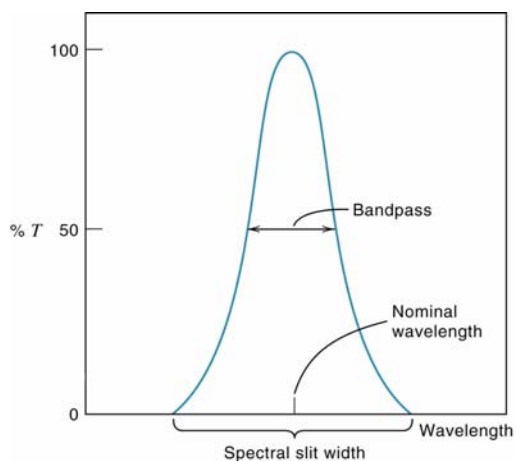 100
Bandpass
% T
50
Nominal
wavelength
0
Wavelength
Spectral slit width